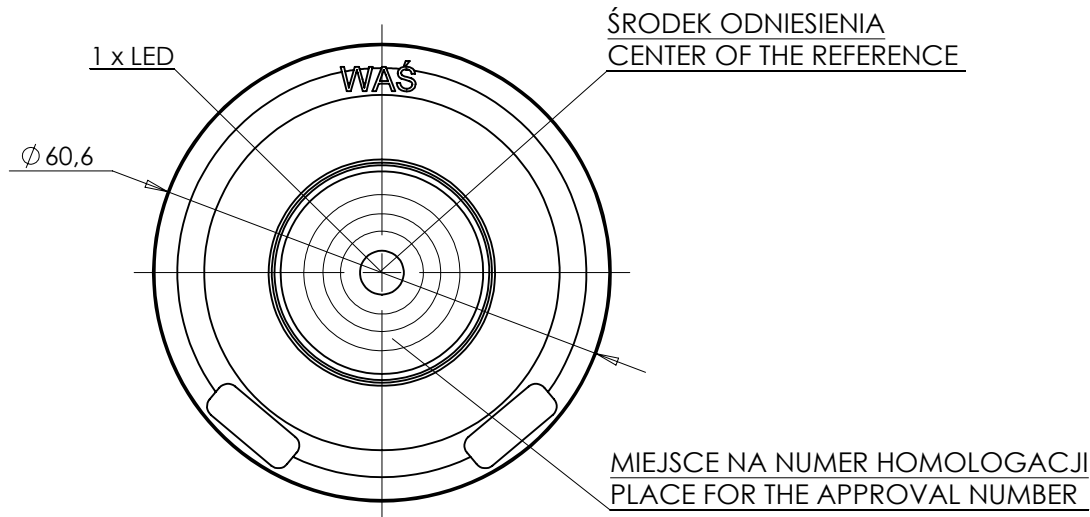 ŚRODEK ODNIESIENIA
CENTER OF THE REFERENCE
1 x LED
WAŚ
∅ 60,6
MIEJSCE NA NUMER HOMOLOGACJI
PLACE FOR THE APPROVAL NUMBER